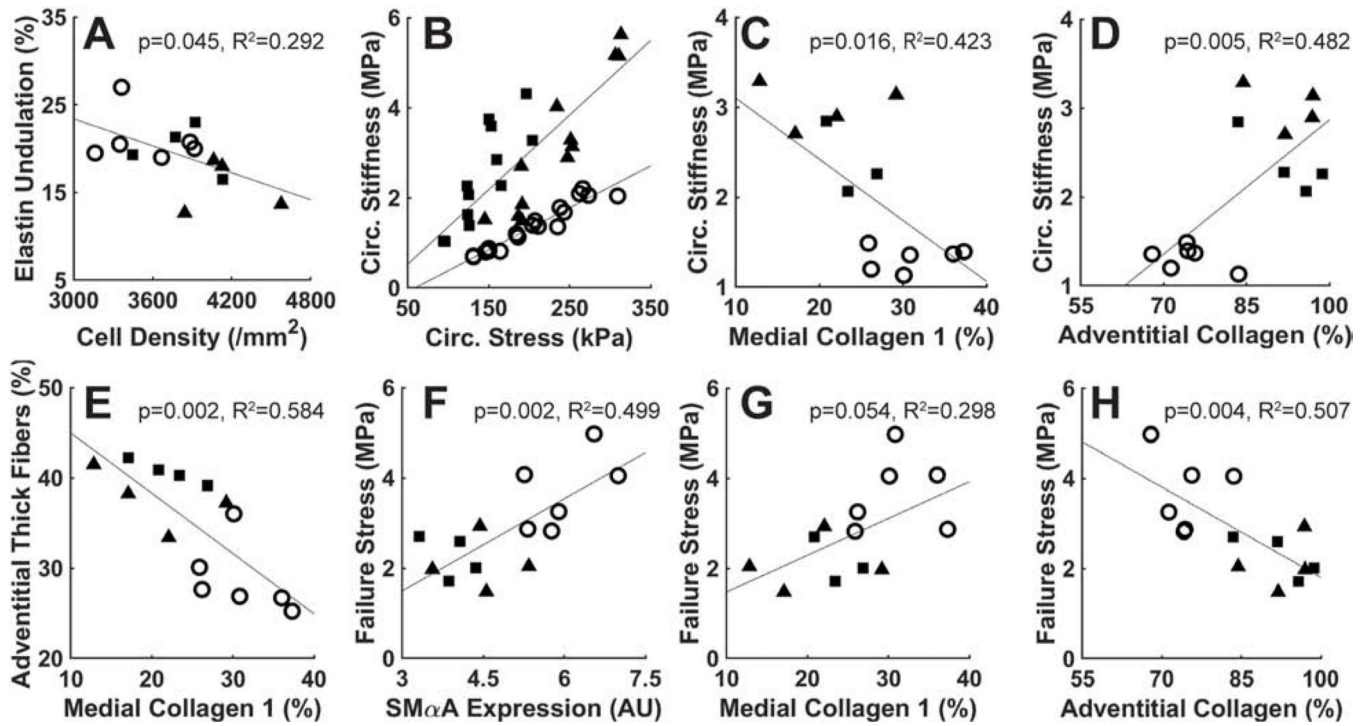 A
p=0.045, R²=0.292
Elastin Undulation (%)
35
25
15
5
3000
3600
4200
4800
Cell Density (/mm²)
B
Circ. Stiffness (MPa)
6
4
2
0
50
150
250
350
Circ. Stress (kPa)
C
p=0.016, R²=0.423
Circ. Stiffness (MPa)
4
3
2
1
10
20
30
40
Medial Collagen 1 (%)
D
p=0.005, R²=0.482
Circ. Stiffness (MPa)
4
3
2
1
55
70
85
100
Adventitial Collagen (%)
E
p=0.002, R²=0.584
Adventitial Thick Fibers (%)
50
40
30
20
10
20
30
40
Medial Collagen 1 (%)
F
p=0.002, R²=0.499
Failure Stress (MPa)
6
4
2
0
3
4.5
6
7.5
SMαA Expression (AU)
G
p=0.054, R²=0.298
Failure Stress (MPa)
6
4
2
0
10
20
30
40
Medial Collagen 1 (%)
H
p=0.004, R²=0.507
Failure Stress (MPa)
6
4
2
0
55
70
85
100
Adventitial Collagen (%)